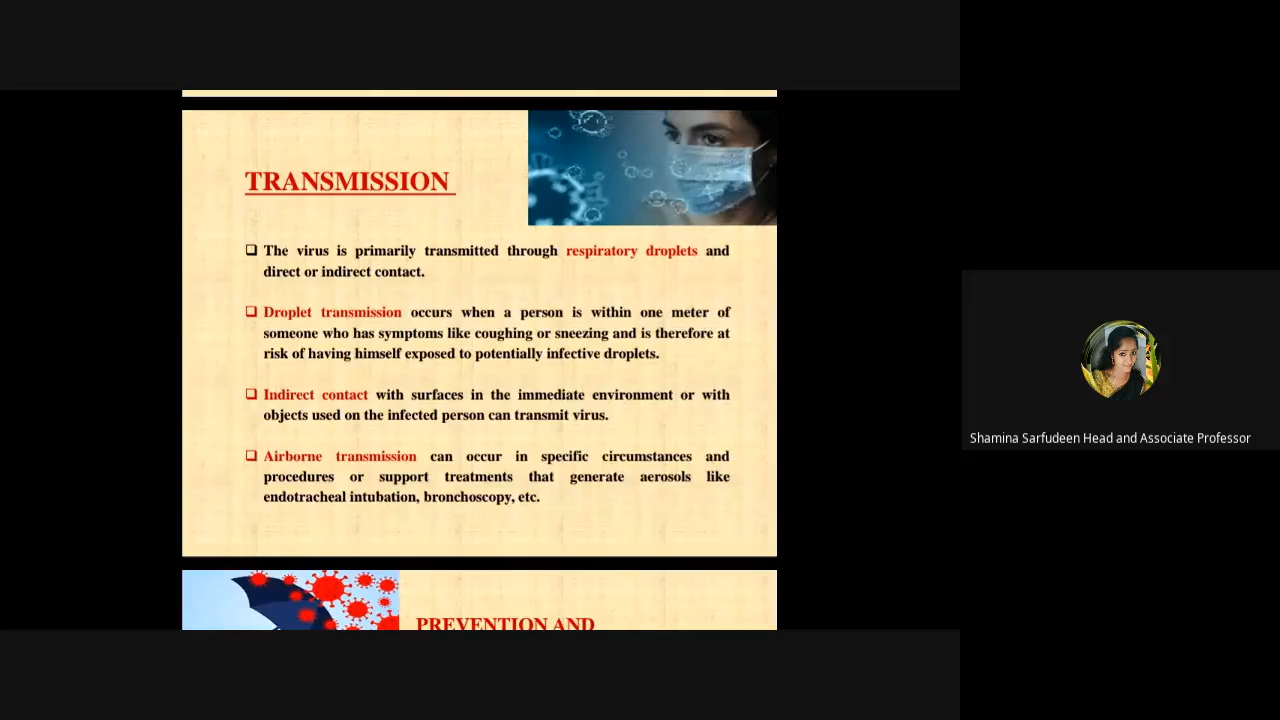 TRANSMISSION
❑ The virus is primarily transmitted through respiratory droplets and
direct or indirect contact.
❑ Droplet transmission occurs when a person is within one meter of
someone who has symptoms like coughing or sneezing and is therefore at
risk of having himself exposed to potentially infective droplets.
❑ Indirect contact with surfaces in the immediate environment or with
objects used on the infected person can transmit virus.
❑ Airborne transmission can occur in specific circumstances and
procedures or support treatments that generate aerosols like
endotracheal intubation, bronchoscopy, etc.
PREVENTION AND
Shamina Sarfudeen Head and Associate Professor